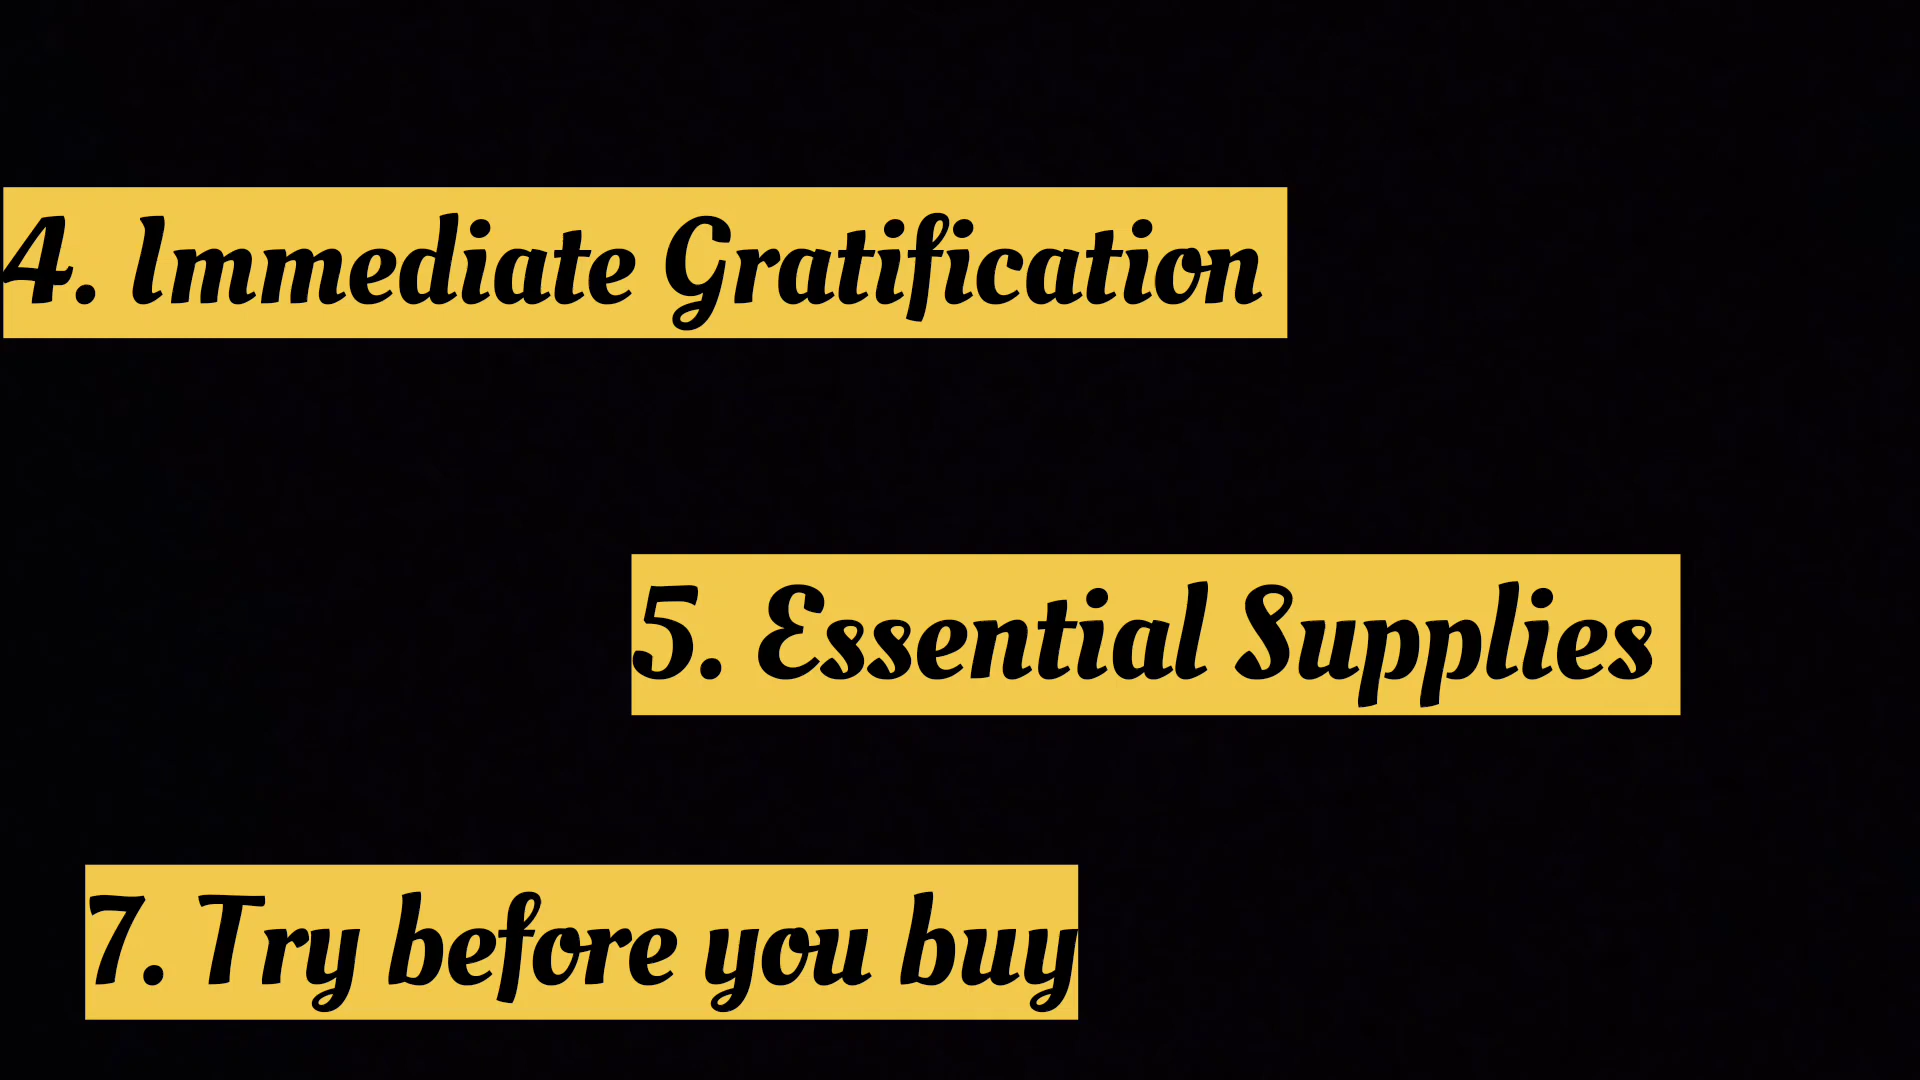 4. Immediate Gratification
5. Essential Supplies
7. Try before you buy